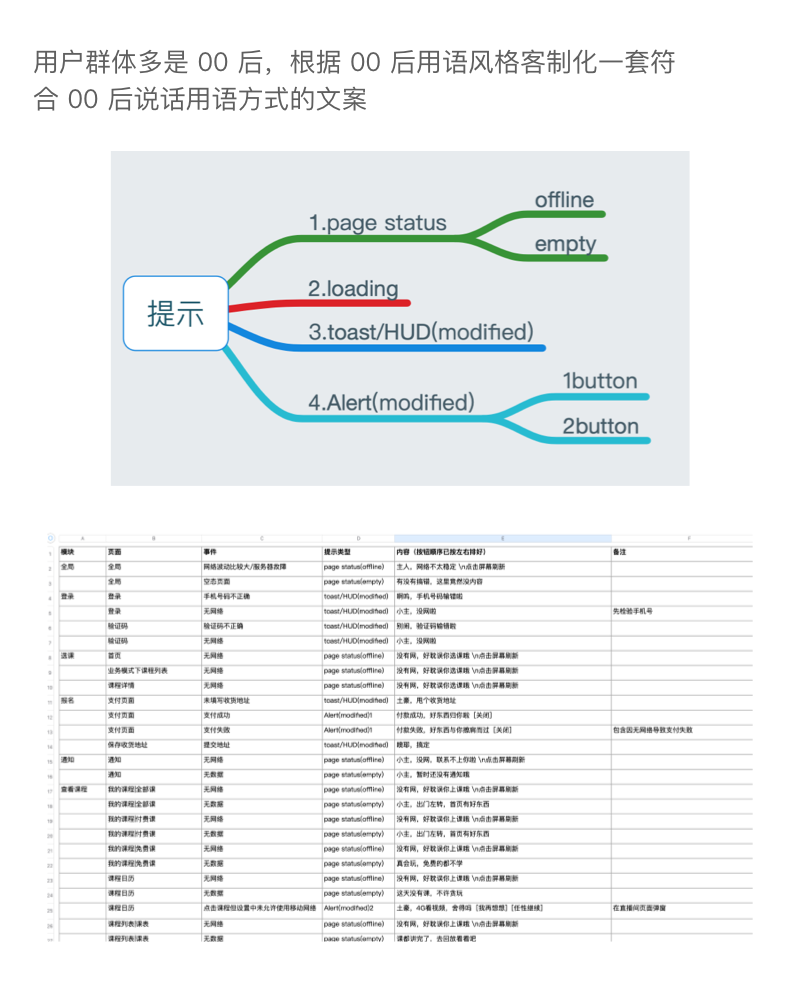 用户群体多是 00 后，根据 00 后用语风格客制化一套符
合 00 后说话用语方式的文案
offline
1.page status
empty
2.loading
提示
3.toast/HUD(modified)
1button
4.Alert(modified)
2button
A B C D E F
1 模块 页面 事件 提示类型 内容（按钮顺序已按左右排好） 备注
2 全局 全局 网络波动比较大/服务器故障 page status(offline) 主人，网络不太稳定 \n点击屏幕刷新
3 全局 空态页面 page status(empty) 有没有搞错，这里竟然没内容
4 登录 登录 手机号码不正确 toast/HUD(modified) 啊呜，手机号码输错啦
5 登录 无网络 toast/HUD(modified) 小主，没网啦 先检验手机号
6 验证码 验证码不正确 toast/HUD(modified) 别闹，验证码输错啦
7 验证码 无网络 toast/HUD(modified) 小主，没网啦
8 选课 首页 无网络 page status(offline) 没有网，好耽误你选课哦 \n点击屏幕刷新
9 业务模式下课程列表 无网络 page status(offline) 没有网，好耽误你选课哦 \n点击屏幕刷新
10 课程详情 无网络 page status(offline) 没有网，好耽误你选课哦 \n点击屏幕刷新
11 报名 支付页面 未填写收货地址 toast/HUD(modified) 土豪，甩个收货地址
12 支付页面 支付成功 Alert(modified)1 付款成功，好东西归你啦［关闭］
13 支付页面 支付失败 Alert(modified)1 付款失败，好东西与你擦肩而过［关闭］ 包含因无网络导致支付失败
14 保存收货地址 提交地址 toast/HUD(modified) 噢耶，搞定
15 通知 通知 无网络 page status(offline) 小主，没网，联系不上你啦 \n点击屏幕刷新
16 通知 无数据 page status(empty) 小主，暂时还没有通知哦
17 查看课程 我的课程|全部课 无网络 page status(offline) 没有网，好耽误你上课哦 \n点击屏幕刷新
18 我的课程|全部课 无数据 page status(empty) 小主，出门左转，首页有好东西
19 我的课程|付费课 无网络 page status(offline) 没有网，好耽误你上课哦 \n点击屏幕刷新
20 我的课程|付费课 无数据 page status(empty) 小主，出门左转，首页有好东西
21 我的课程|免费课 无网络 page status(offline) 没有网，好耽误你上课哦 \n点击屏幕刷新
22 我的课程|免费课 无数据 page status(empty) 真会玩，免费的都不学
23 课程日历 无网络 page status(offline) 没有网，好耽误你上课哦 \n点击屏幕刷新
24 课程日历 无数据 page status(empty) 这天没有课，不许贪玩
25 课程日历 点击课程但设置中未允许使用移动网络 Alert(modified)2 土豪，4G看视频，舍得吗［我再想想］［任性继续］ 在直播间页面弹窗
26 课程列表|课表 无网络 page status(offline) 没有网，好耽误你上课哦 \n点击屏幕刷新
课程列表|课表 无数据 page status(empty) 课都讲完了，去回放看看吧